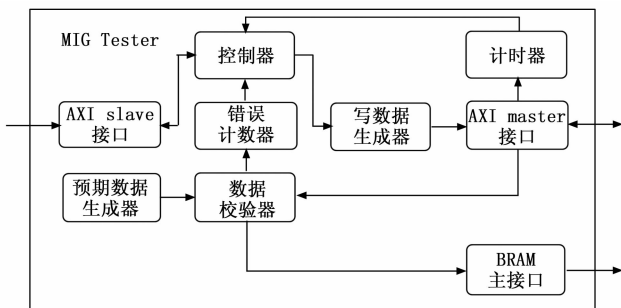 MIG Tester
控制器
计时器
AXI slave
接口
错误
计数器
写数据
生成器
AXI master
接口
预期数据
生成器
数据
校验器
BRAM
主接口